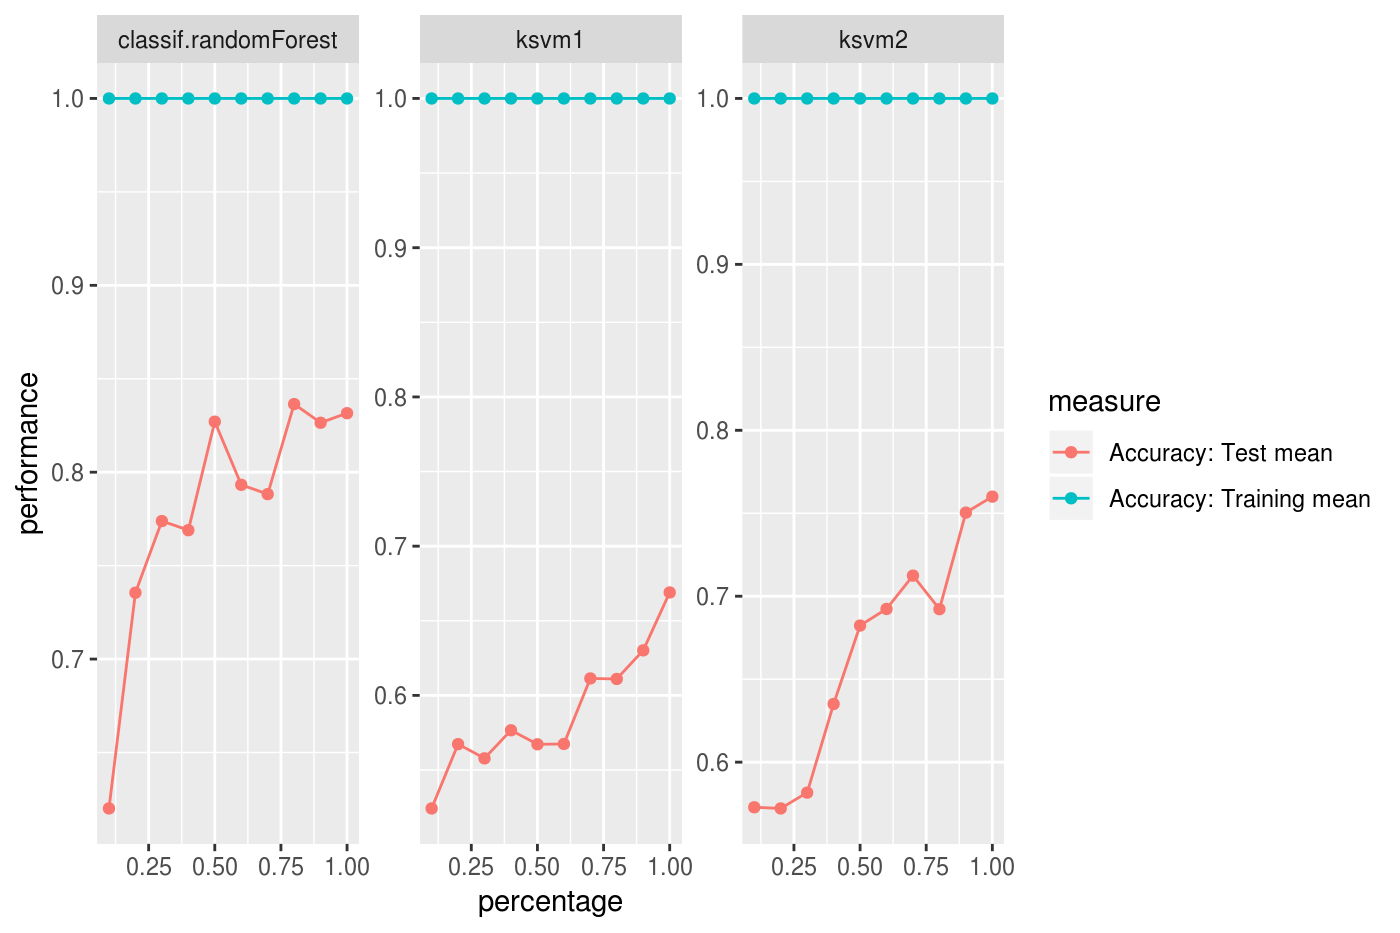 classif.randomForest
ksvm1
ksvm2
performance
1.0
0.9
0.8
0.7
1.0
0.9
0.8
0.7
0.6
1.0
0.9
0.8
0.7
0.6
0.25 0.50 0.75 1.00
0.25 0.50 0.75 1.00
0.25 0.50 0.75 1.00
percentage
measure
Accuracy: Test mean
Accuracy: Training mean